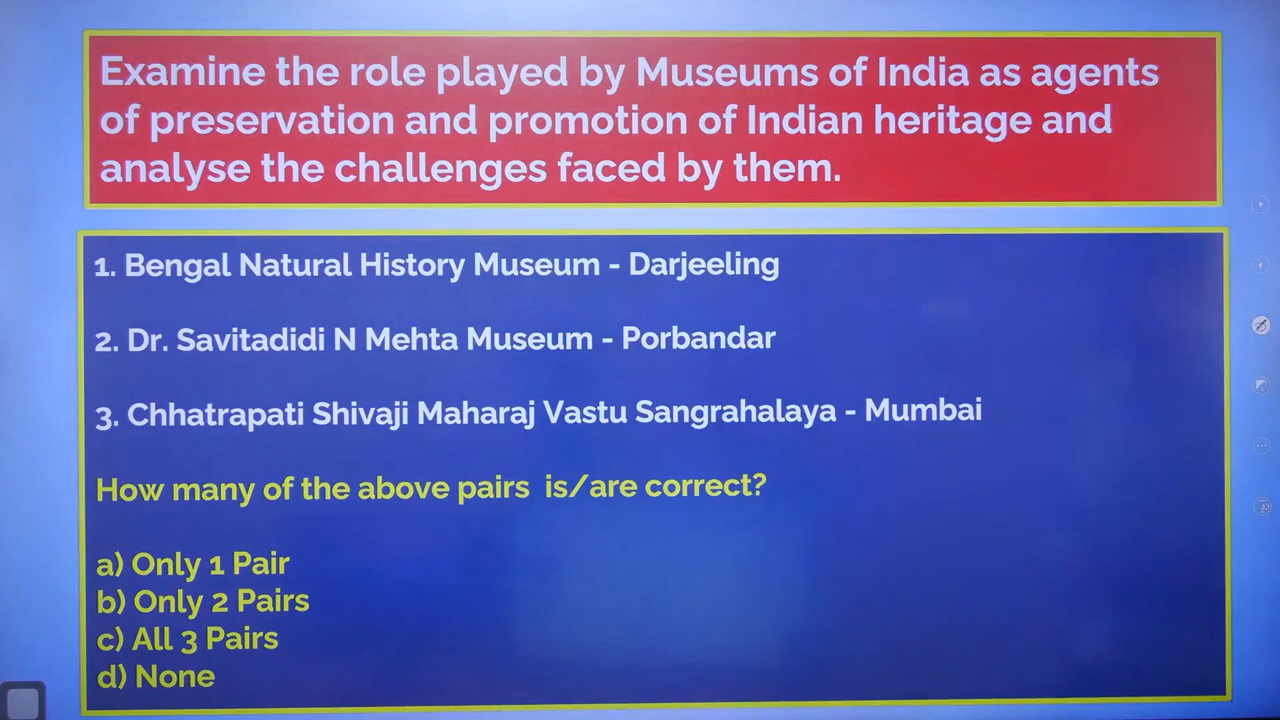 Examine the role played by Museums of India as agents
of preservation and promotion of Indian heritage and
analyse the challenges faced by them.
1. Bengal Natural History Museum - Darjeeling
2. Dr. Savitadidi N Mehta Museum - Porbandar
3. Chhatrapati Shivaji Maharaj Vastu Sangrahalaya - Mumbai
How many of the above pairs is/are correct?
a) Only 1 Pair
b) Only 2 Pairs
c) All 3 Pairs
d) None